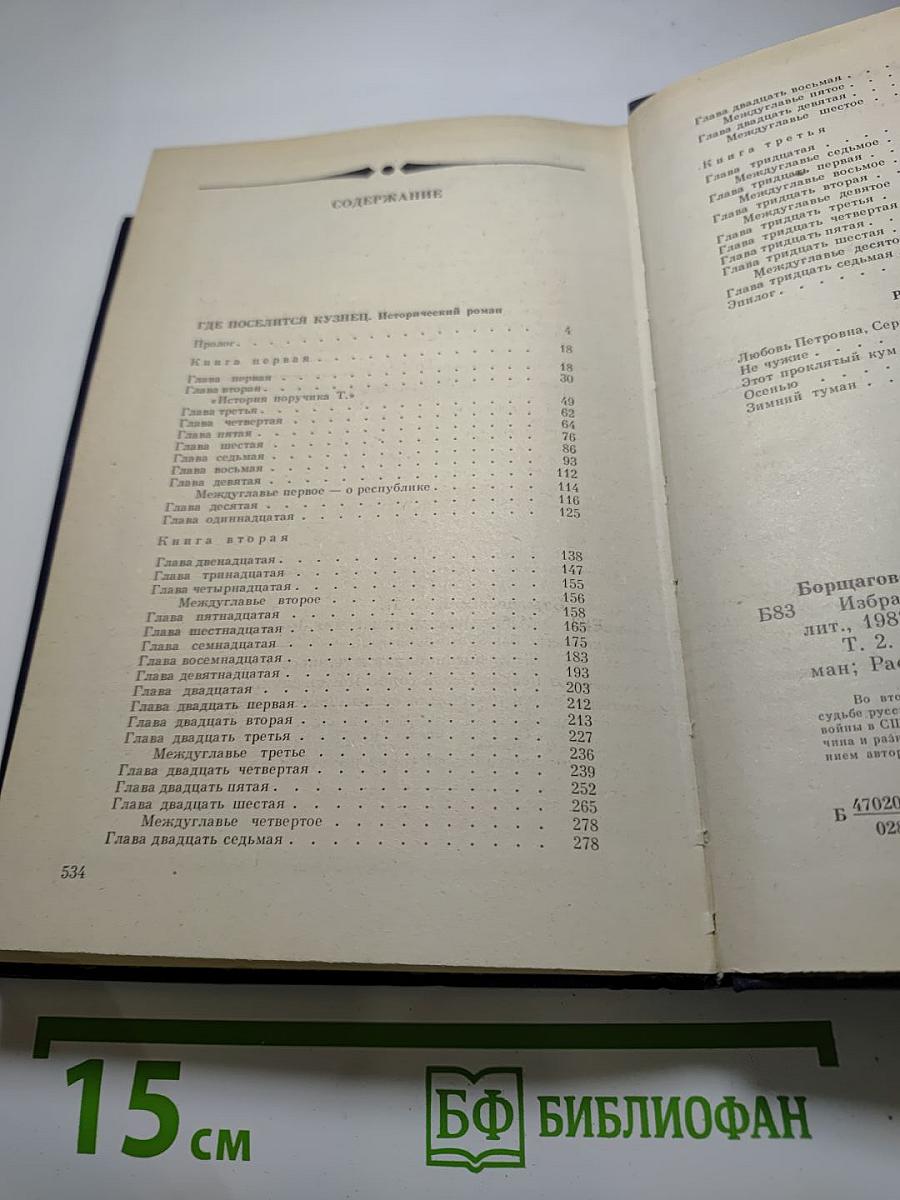 СОДЕРЖАНИЕ
ГДЕ ПОСЕЛИТСЯ КУЗНЕЦ. Исторический роман
Пролог. . . . . . . . . . . . . . . . . . 4
Книга первая . . . . . . . . . . . . . . 18
Глава первая . . . . . . . . . . . . . . 18
Глава вторая . . . . . . . . . . . . . . 30
«История поручика Т.»
Глава третья . . . . . . . . . . . . . . 49
Глава четвертая . . . . . . . . . . . . 62
Глава пятая . . . . . . . . . . . . . . 64
Глава шестая . . . . . . . . . . . . . . 76
Глава седьмая . . . . . . . . . . . . . 86
Глава восьмая . . . . . . . . . . . . . 93
Глава девятая . . . . . . . . . . . . . 112
Междуглавье первое — о республике . . . 114
Глава десятая . . . . . . . . . . . . . 116
Глава одиннадцатая . . . . . . . . . . . 125
Книга вторая
Глава двенадцатая . . . . . . . . . . . 138
Глава тринадцатая . . . . . . . . . . . 147
Глава четырнадцатая . . . . . . . . . . 155
Междуглавье второе . . . . . . . . . . . 156
Глава пятнадцатая . . . . . . . . . . . 158
Глава шестнадцатая . . . . . . . . . . . 165
Глава семнадцатая . . . . . . . . . . . 175
Глава восемнадцатая . . . . . . . . . . 183
Глава девятнадцатая . . . . . . . . . . 193
Глава двадцатая . . . . . . . . . . . . 203
Глава двадцать первая . . . . . . . . . 212
Глава двадцать вторая . . . . . . . . . 213
Глава двадцать третья . . . . . . . . . 227
Междуглавье третье . . . . . . . . . . . 236
Глава двадцать четвертая . . . . . . . . 239
Глава двадцать пятая . . . . . . . . . . 252
Глава двадцать шестая . . . . . . . . . 265
Междуглавье четвертое . . . . . . . . . 278
Глава двадцать седьмая . . . . . . . . . 278
534
Глава двадцать восьмая . . .
Междуглавье пятое . . .
Глава двадцать девятая . . .
Междуглавье шестое . . .
Книга третья
Глава тридцатая . . . .
Междуглавье седьмое .
Глава тридцать первая . .
Междуглавье восьмое .
Глава тридцать вторая . .
Междуглавье девятое
Глава тридцать третья .
Глава тридцать четвертая
Глава тридцать пятая . .
Глава тридцать шестая .
Междуглавье десято
Глава тридцать седьмая
Эпилог . . . . . .
Р
Любовь Петровна, Сер
Не чужие . . . .
Этот проклятый кум
Осенью . . . .
Зимний туман . .
Борщагов
Б83 Избра
лит., 198
Т. 2.
ман; Рас
Во вто
судьбе русс
войны в СШ
чина и разн
нием автор
Б 47020
028
15 см
БФ БИБЛИОФАН